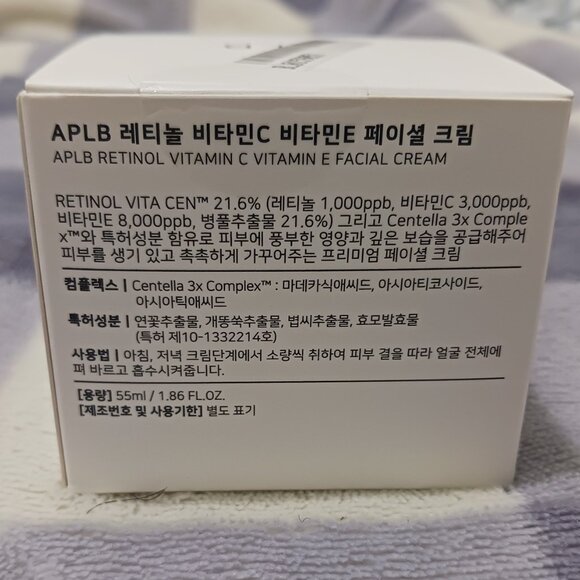 APLB 레티놀 비타민C 비타민E 페이셜 크림
APLB RETINOL VITAMIN C VITAMIN E FACIAL CREAM
RETINOL VITA CEN™ 21.6% (레티놀 1,000ppb, 비타민C 3,000ppb,
비타민E 8,000ppb, 병풀추출물 21.6%) 그리고 Centella 3x Comple
x™와 특허성분 함유로 피부에 풍부한 영양과 깊은 보습을 공급해주어
피부를 생기 있고 촉촉하게 가꾸어주는 프리미엄 페이셜 크림
컴플렉스 | Centella 3x Complex™ : 마데카식애씨드, 아시아티코사이드,
아시아틱애씨드
특허성분 | 연꽃추출물, 개똥쑥추출물, 볍씨추출물, 효모발효물
(특허 제10-1332214호)
사용법 | 아침, 저녁 크림단계에서 소량씩 취하여 피부 결을 따라 얼굴 전체에
펴 바르고 흡수시켜줍니다.
[용량] 55ml / 1.86 FL.OZ.
[제조번호 및 사용기한] 별도 표기